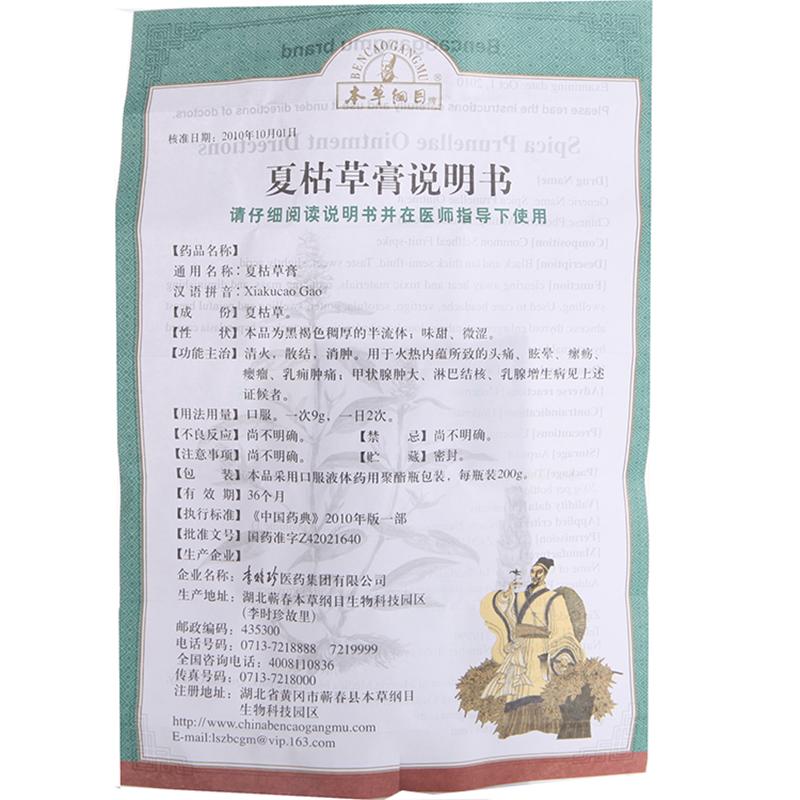 BENCAOGANGMU
本草纲目牌®
核准日期：2010年10月01日
夏枯草膏说明书
请仔细阅读说明书并在医师指导下使用
【药品名称】
通用名称：夏枯草膏
汉语拼音：Xiakucao Gao
【成　份】夏枯草。
【性　状】本品为黑褐色稠厚的半流体；味甜、微涩。
【功能主治】清火，散结，消肿。用于火热内蕴所致的头痛、眩晕、瘰疬、
瘿瘤、乳痈肿痛；甲状腺肿大、淋巴结核、乳腺增生病见上述
证候者。
【用法用量】口服。一次9g，一日2次。
【不良反应】尚不明确。　【禁　忌】尚不明确。
【注意事项】尚不明确。　【贮　藏】密封。
【包　装】本品采用口服液体药用聚酯瓶包装，每瓶装200g。
【有 效 期】36个月
【执行标准】《中国药典》2010年版一部
【批准文号】国药准字Z42021640
【生产企业】
企业名称：李时珍医药集团有限公司
生产地址：湖北蕲春本草纲目生物科技园区
（李时珍故里）
邮政编码：435300
电话号码：0713-7218888　7219999
全国咨询电话：4008110836
传真号码：0713-7218000
注册地址：湖北省黄冈市蕲春县本草纲目
生物科技园区
http://www.chinabencaogangmu.com
E-mail:lszbcgm@vip.163.com